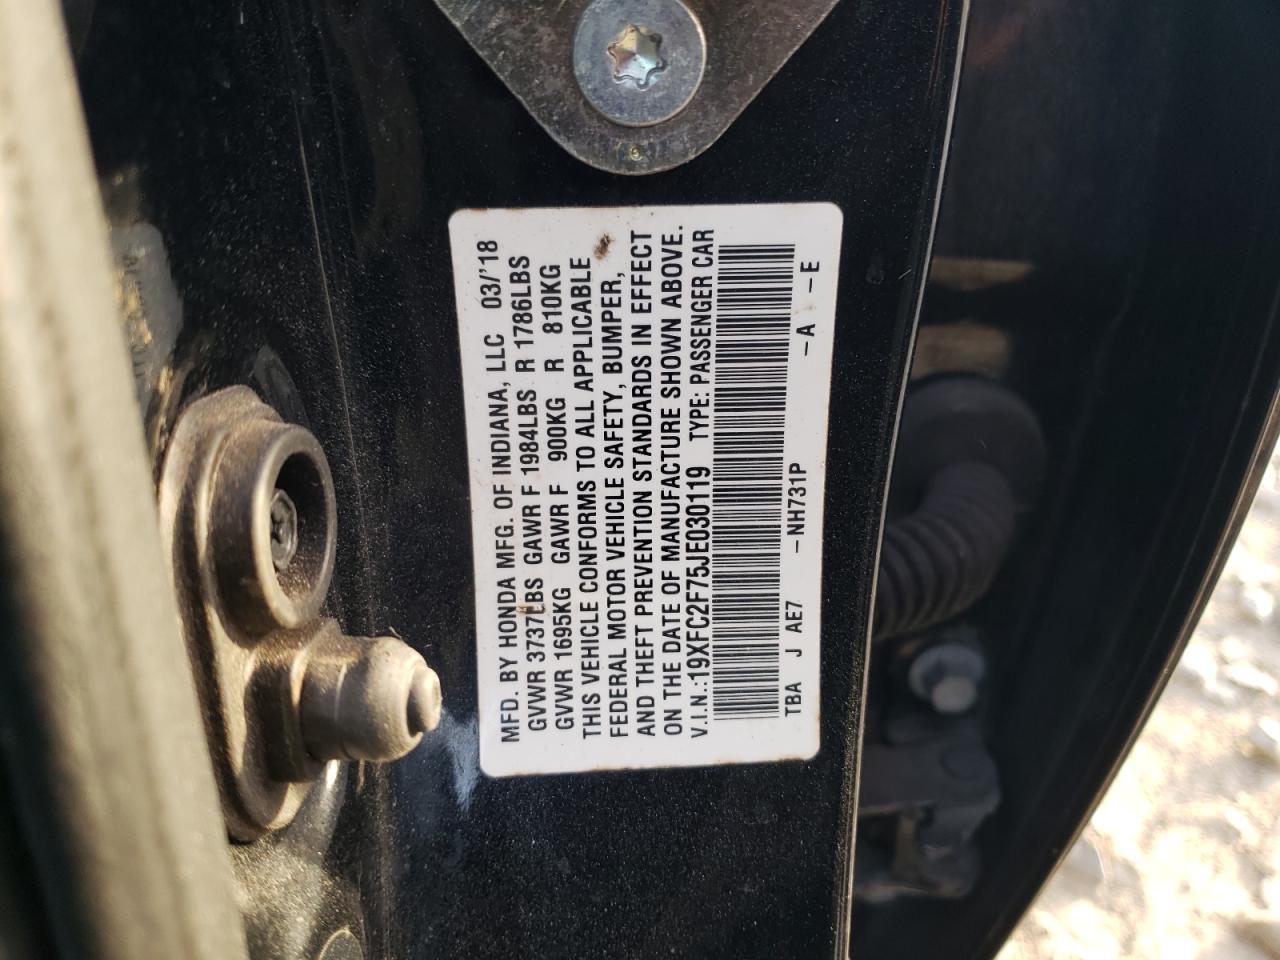 MFD. BY HONDA MFG. OF INDIANA, LLC 03/'18
GVWR 3737LBS GAWR F 1984LBS R 1786LBS
GVWR 1695KG GAWR F 900KG R 810KG
THIS VEHICLE CONFORMS TO ALL APPLICABLE
FEDERAL MOTOR VEHICLE SAFETY, BUMPER,
AND THEFT PREVENTION STANDARDS IN EFFECT
ON THE DATE OF MANUFACTURE SHOWN ABOVE.
V.I.N.:19XFC2F75JE030119 TYPE: PASSENGER CAR
TBA J AE7 -NH731P -A -E